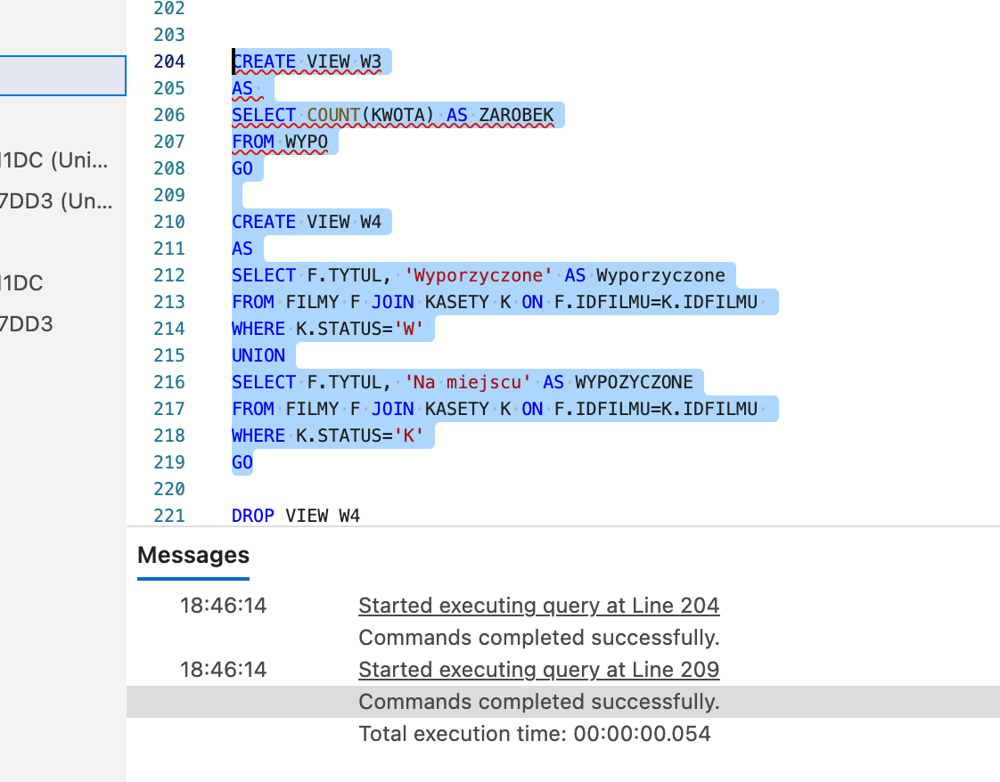 202
203
204 CREATE VIEW W3
205 AS
206 SELECT COUNT(KWOTA) AS ZAROBEK
207 FROM WYPO
208 GO
209
210 CREATE VIEW W4
211 AS
212 SELECT F.TYTUL, 'Wyporzyczone' AS Wyporzyczone
213 FROM FILMY F JOIN KASETY K ON F.IDFILMU=K.IDFILMU
214 WHERE K.STATUS='W'
215 UNION
216 SELECT F.TYTUL, 'Na miejscu' AS WYPOZYCZONE
217 FROM FILMY F JOIN KASETY K ON F.IDFILMU=K.IDFILMU
218 WHERE K.STATUS='K'
219 GO
220
221 DROP VIEW W4
11DC (Uni...
7DD3 (Un...
11DC
7DD3
Messages
18:46:14 Started executing query at Line 204
Commands completed successfully.
18:46:14 Started executing query at Line 209
Commands completed successfully.
Total execution time: 00:00:00.054